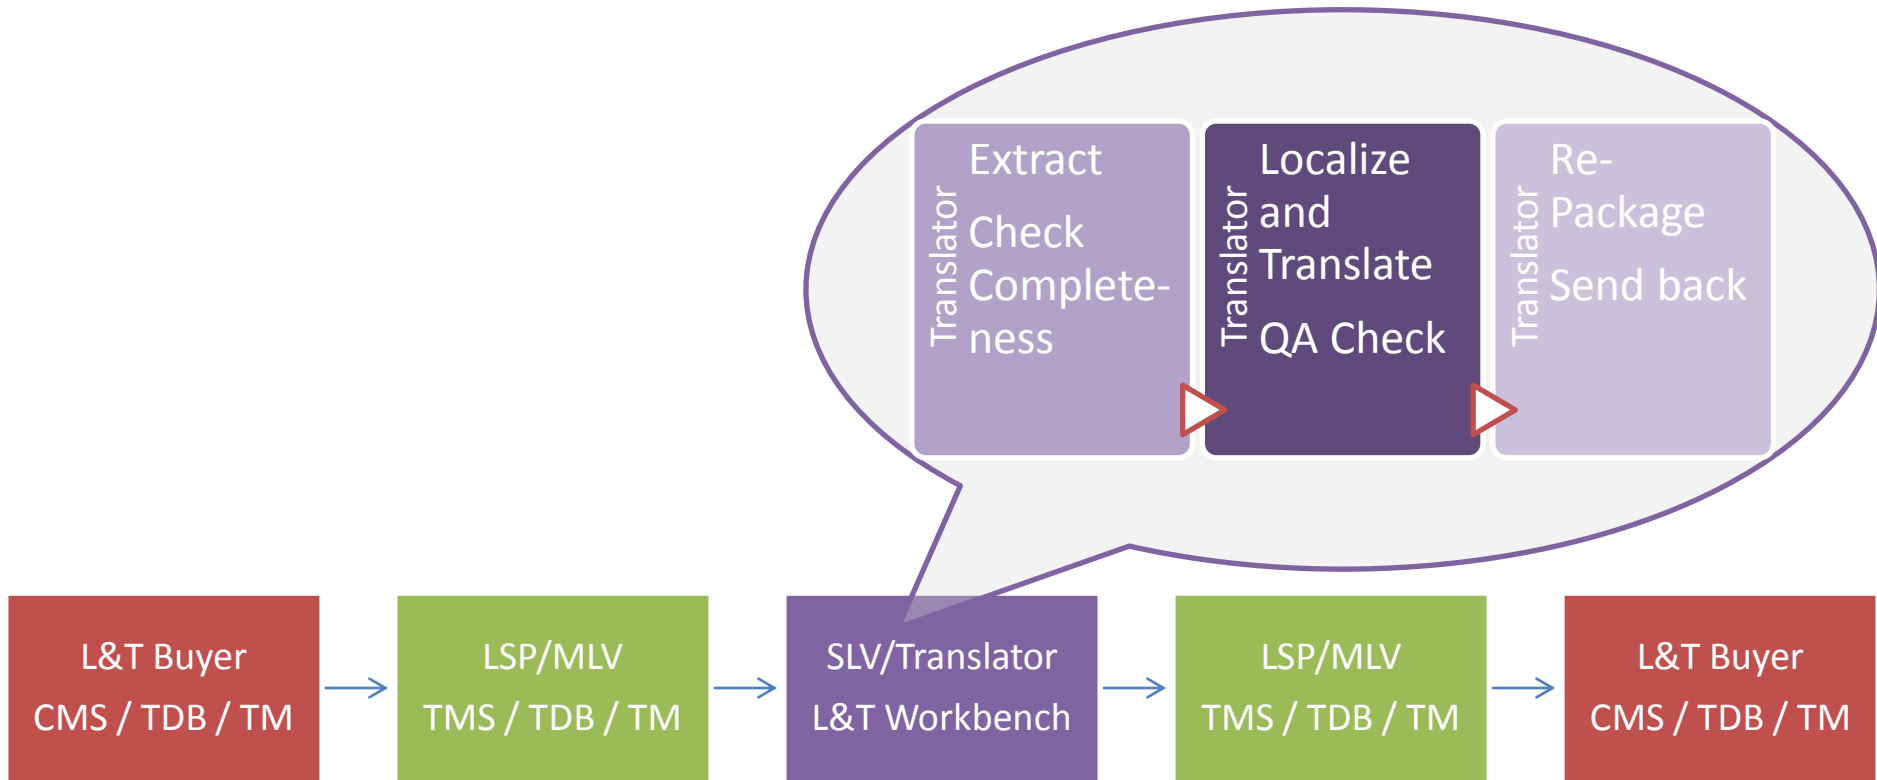 Translator
Extract
Check
Complete-
ness
Translator
Localize
and
Translate
QA Check
Translator
Re-
Package
Send back
L&T Buyer
CMS / TDB / TM
LSP/MLV
TMS / TDB / TM
SLV/Translator
L&T Workbench
LSP/MLV
TMS / TDB / TM
L&T Buyer
CMS / TDB / TM